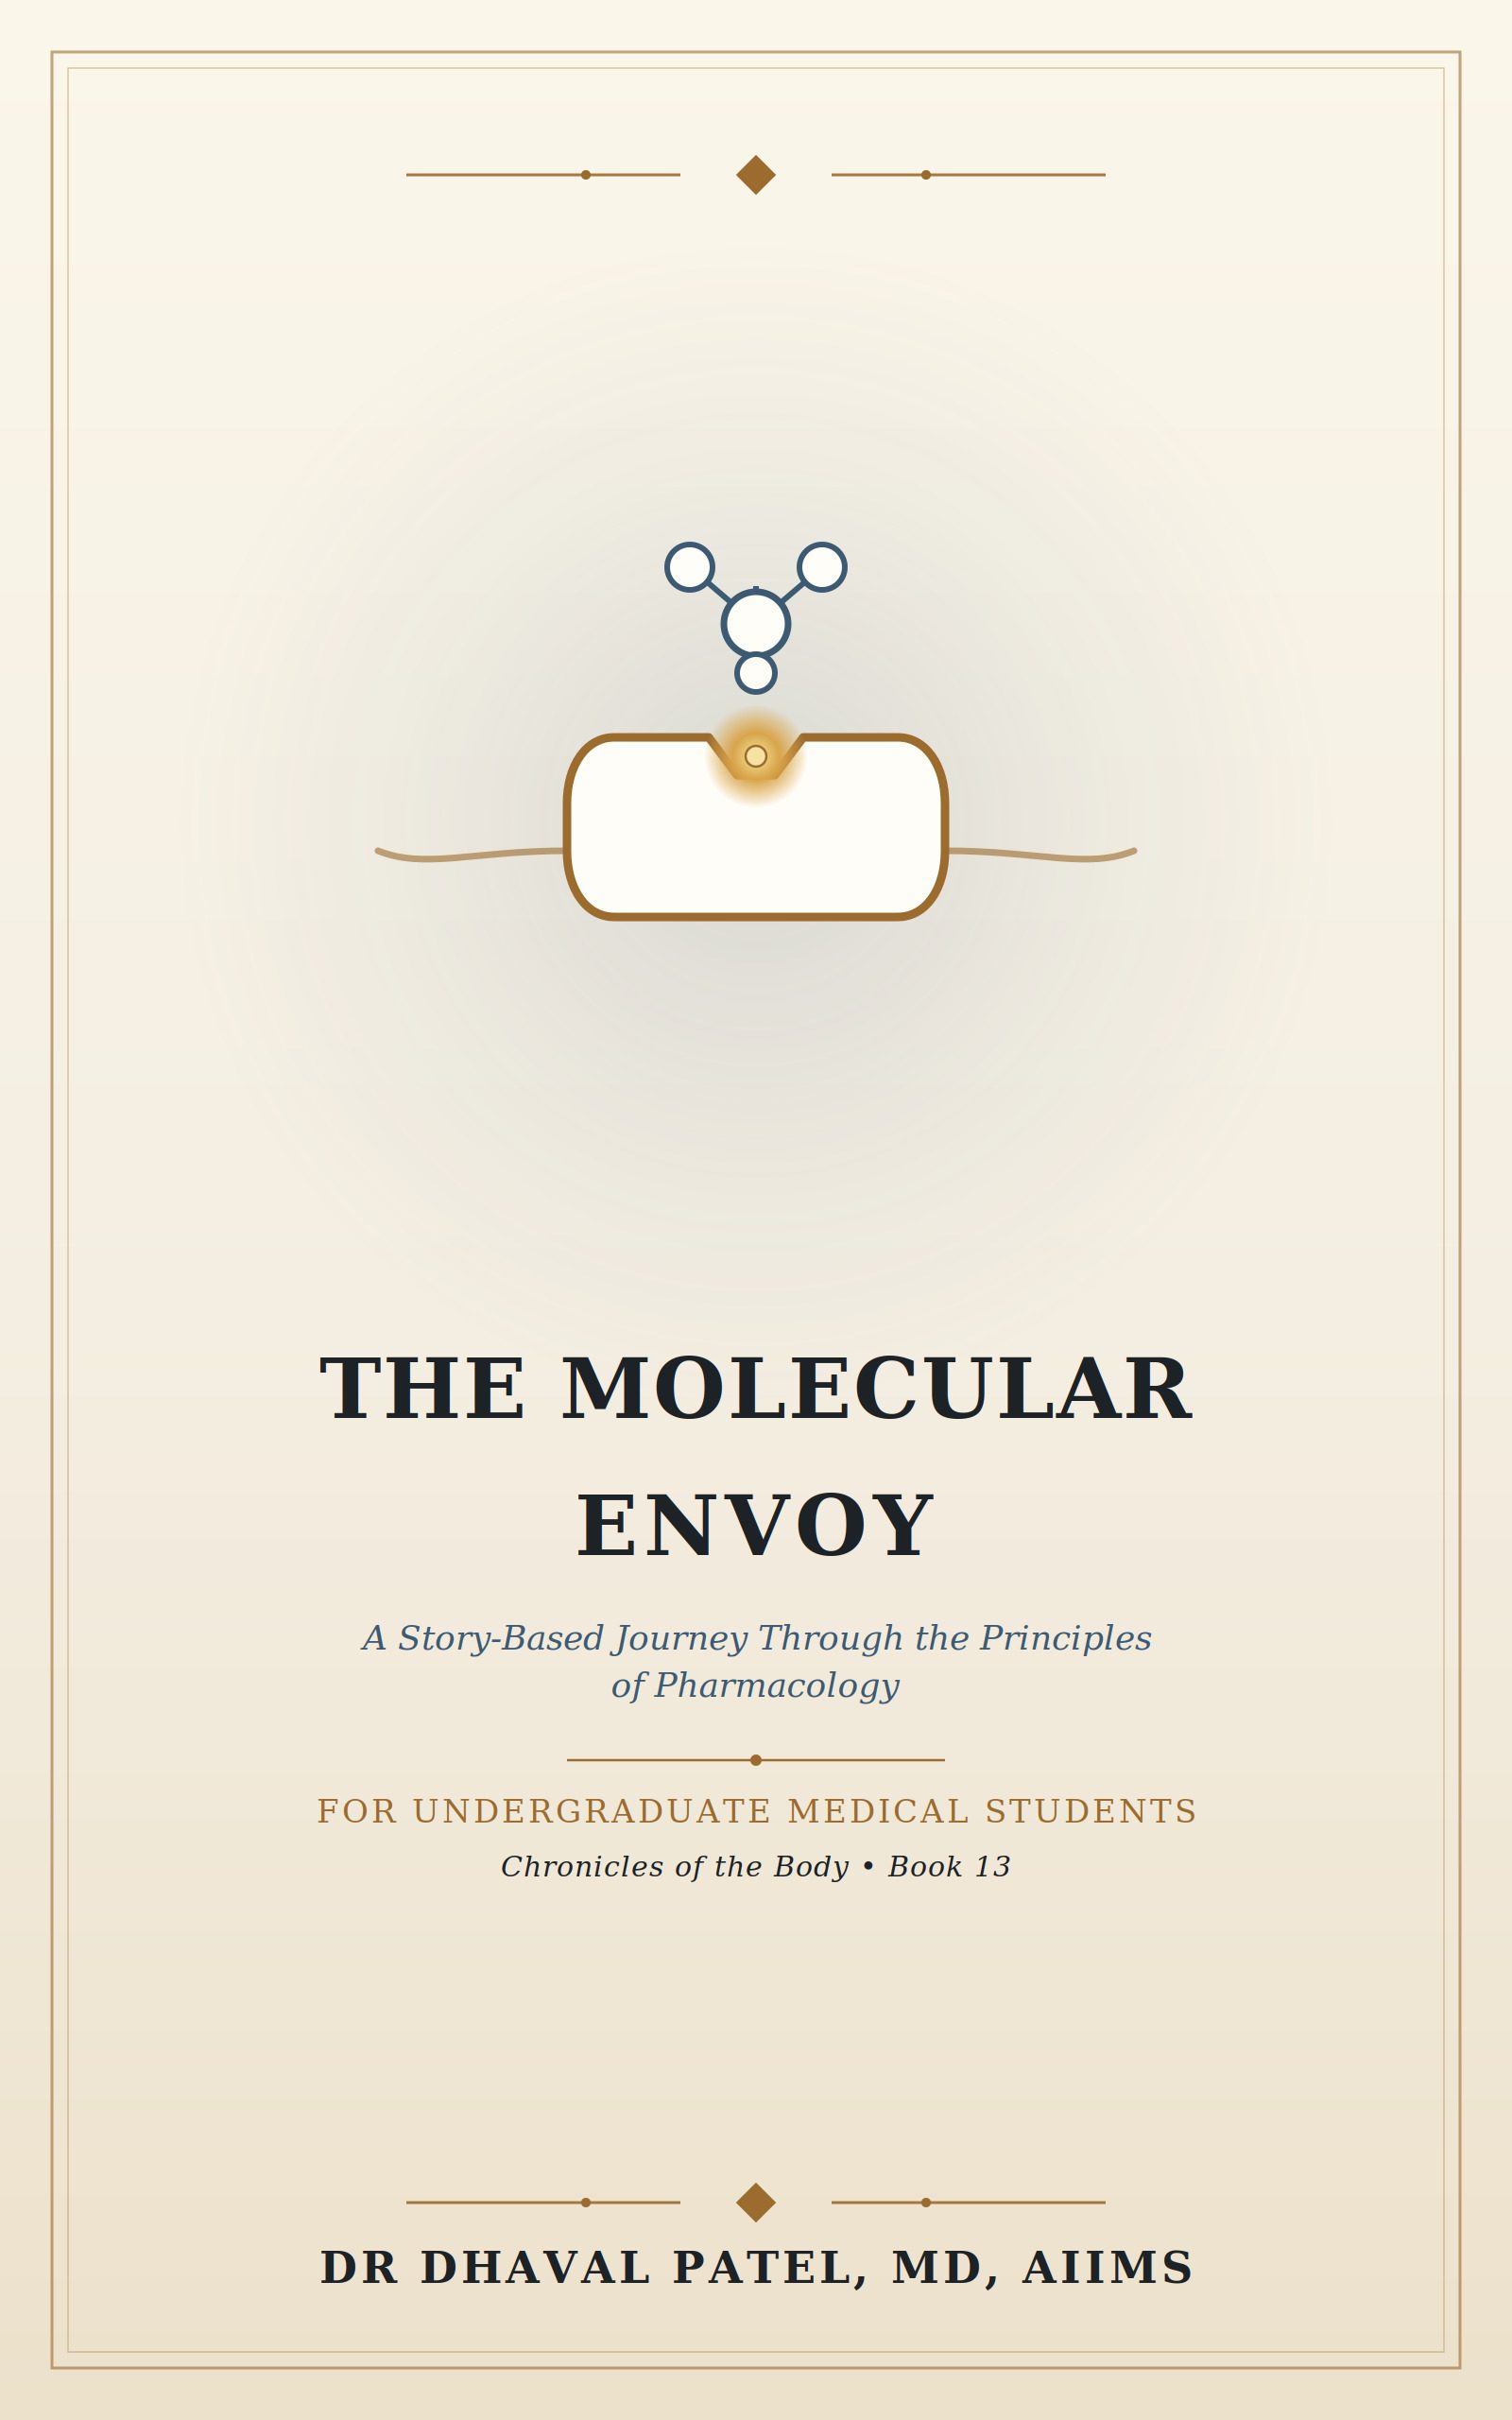 THE MOLECULAR
ENVOY
A Story-Based Journey Through the Principles
of Pharmacology
FOR UNDERGRADUATE MEDICAL STUDENTS
Chronicles of the Body • Book 13
DR DHAVAL PATEL, MD, AIIMS